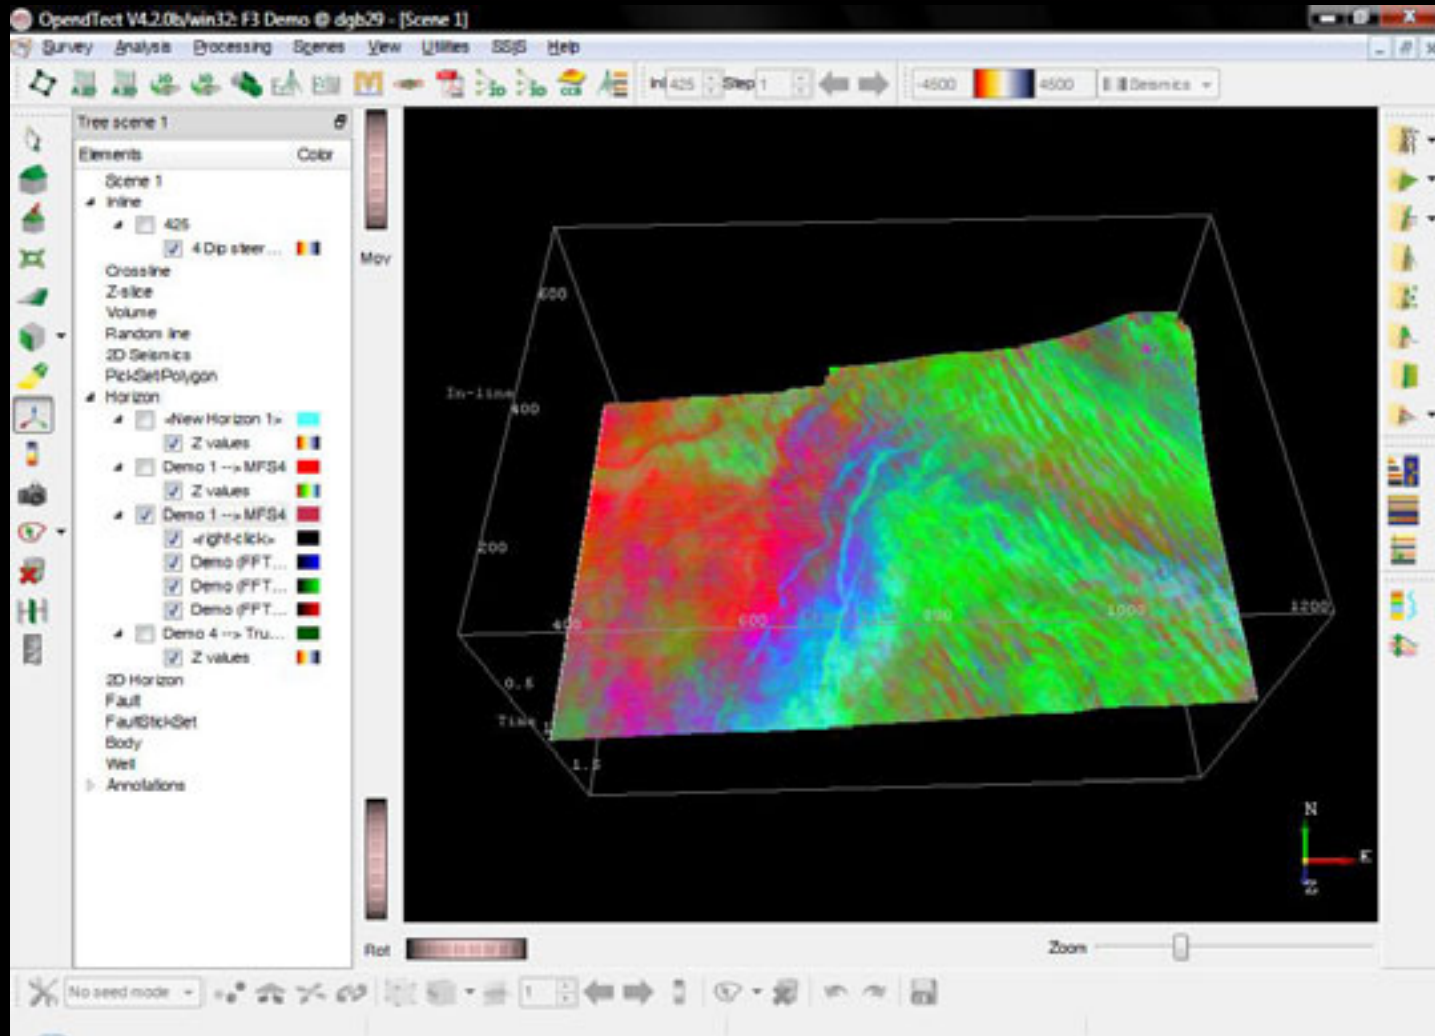 OpendTect V4.2.0b/win32: F3 Demo @ dgb29 - [Scene 1]
Survey Analysis Processing Scenes View Utilities SSIS Help
Inl 425 Step 1 -4500 4500 Seismics
Tree scene 1
Elements Color
Scene 1
Inline
425
4 Dip steer...
Crossline
Z-slice
Volume
Random line
2D Seismics
PickSet/Polygon
Horizon
<New Horizon 1>
Z values
Demo 1 --> MFS4
Z values
Demo 1 --> MFS4
<right-click>
Demo (FFT...
Demo (FFT...
Demo (FFT...
Demo 4 --> Tru...
Z values
2D Horizon
Fault
FaultStickSet
Body
Well
Annotations
Mov
Rot
600
In-line
400
200
400 600 800 1000 1200
0.5
Time
1.5
N
E
Z
Zoom
No seed mode
1